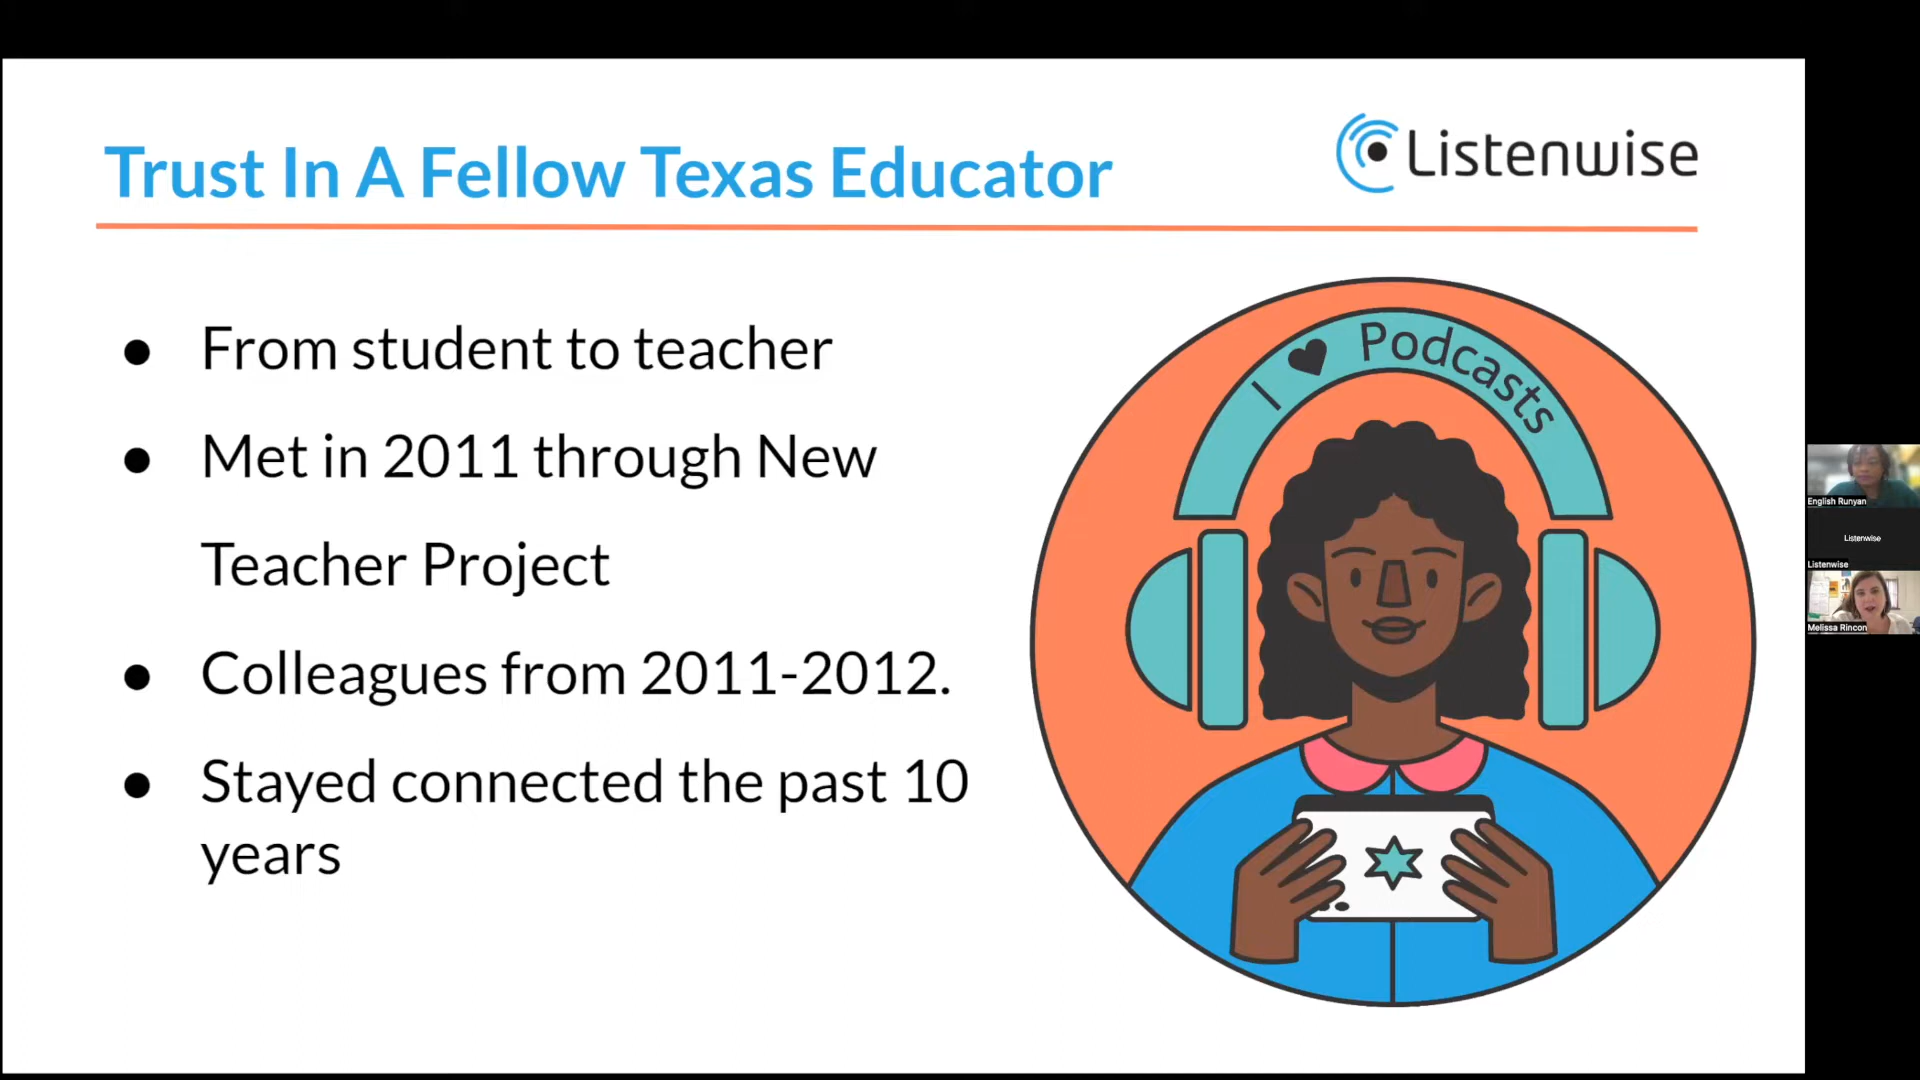 Trust In A Fellow Texas Educator
Listenwise
● From student to teacher
● Met in 2011 through New
Teacher Project
● Colleagues from 2011-2012.
● Stayed connected the past 10
years
I ♥ Podcasts
English Runyan
Listenwise
Listenwise
Melissa Rincon